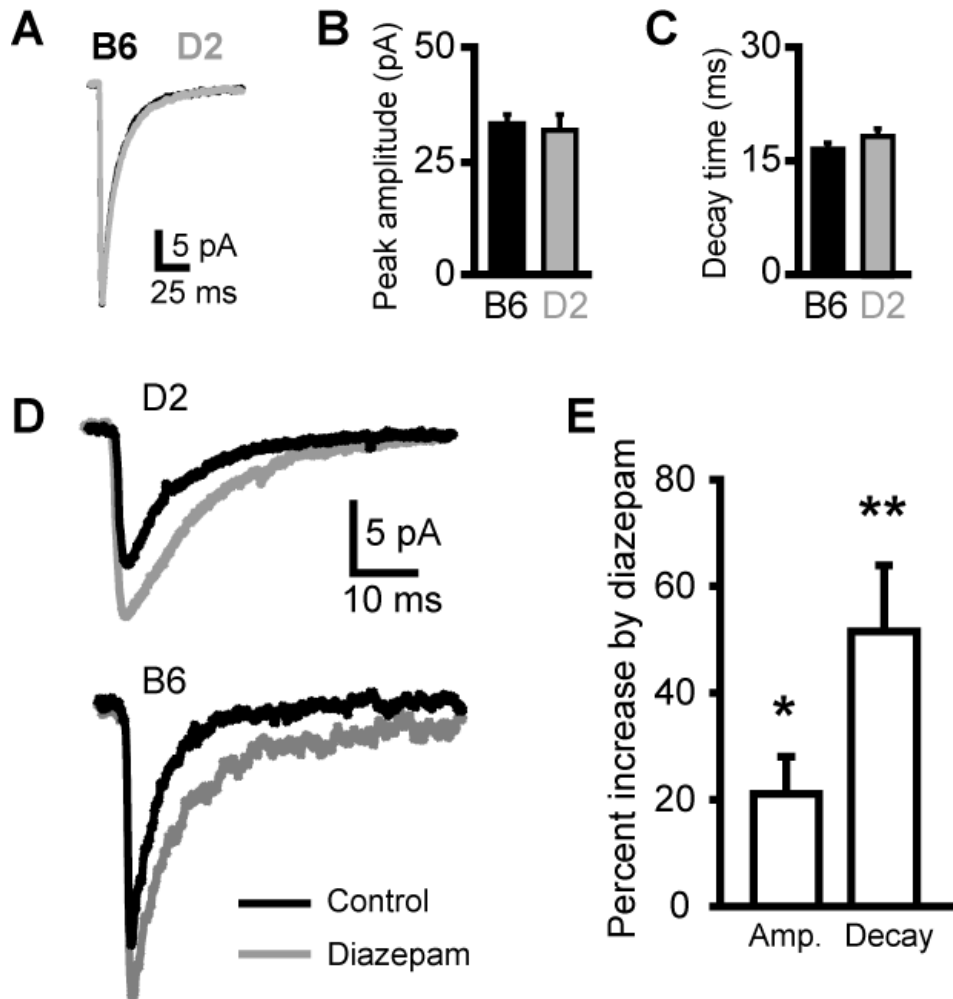 A
B6 D2
5 pA
25 ms
B
Peak amplitude (pA)
50
25
0
B6 D2
C
Decay time (ms)
30
15
0
B6 D2
D
D2
5 pA
10 ms
B6
Control
Diazepam
E
Percent increase by diazepam
80
60
40
20
0
*
**
Amp. Decay